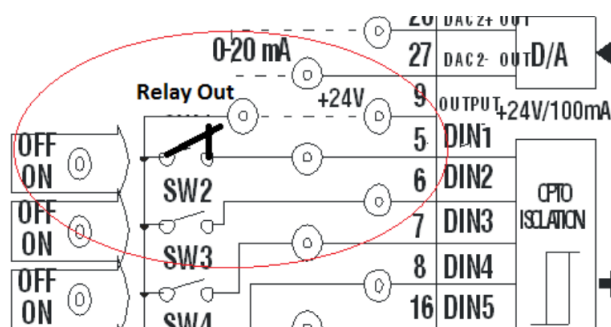 DAC2+ OUT
0-20 mA
27 DAC2- OUT D/A
Relay Out
+24V
9 OUTPUT +24V/100mA
OFF
ON
5 DIN1
SW2
6 DIN2
OPTO
ISOLATION
OFF
ON
7 DIN3
SW3
8 DIN4
OFF
ON
16 DIN5
SW4